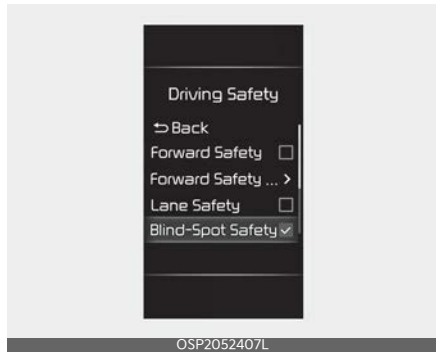 Driving Safety
Back
Forward Safety
Forward Safety ...
Lane Safety
Blind-Spot Safety
OSP2052407L